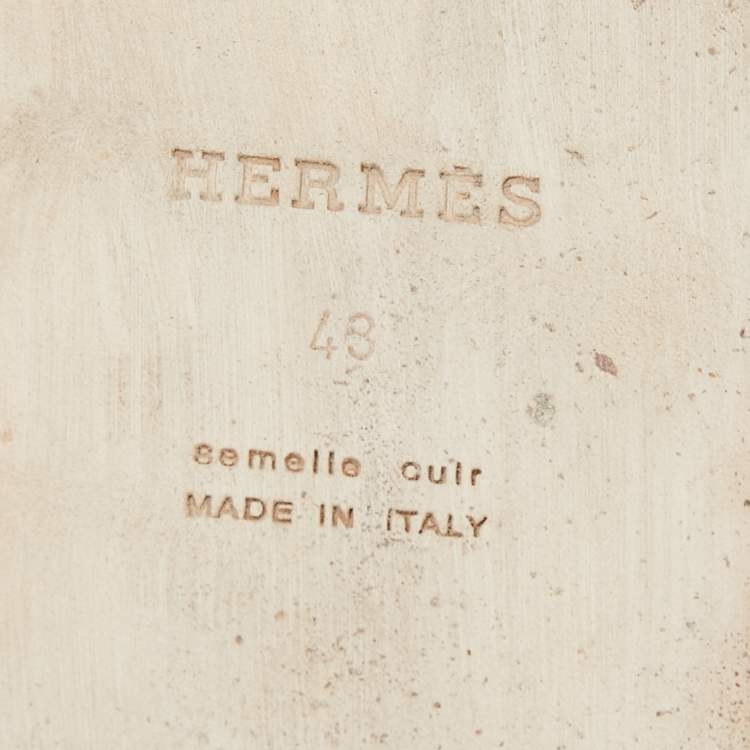 HERMÈS
43
semelle cuir
MADE IN ITALY